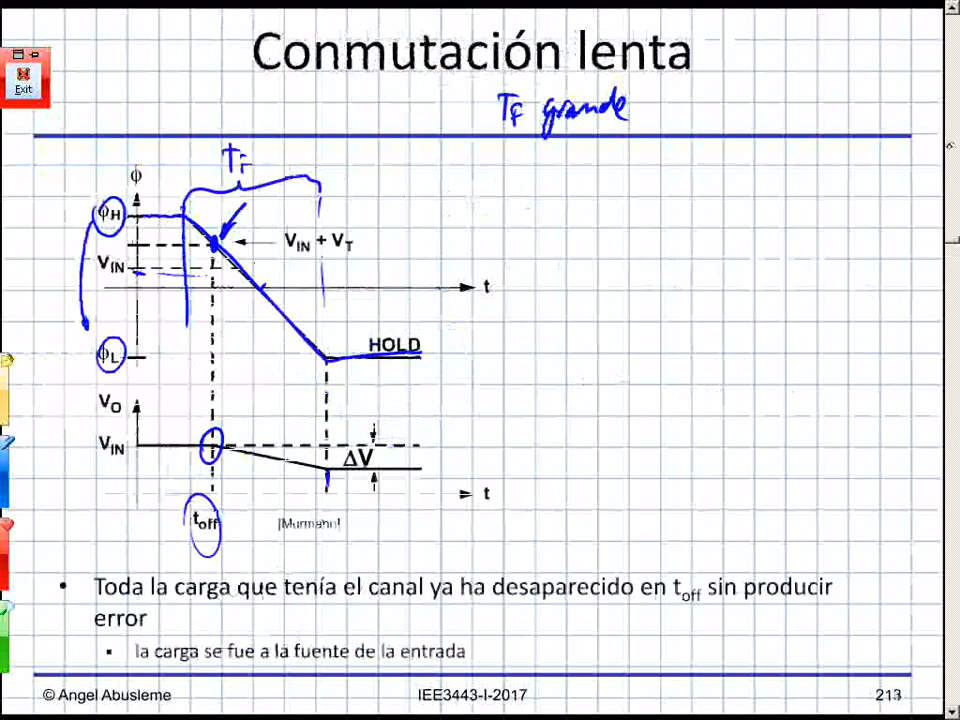 Conmutación lenta
Exit
T_F grande
T_F
ϕ
ϕH
VIN + VT
VIN
t
HOLD
ϕL
VO
VIN
ΔV
t
toff
[Murmann]
• Toda la carga que tenía el canal ya ha desaparecido en toff sin producir
error
▪ la carga se fue a la fuente de la entrada
© Angel Abusleme IEE3443-I-2017 213